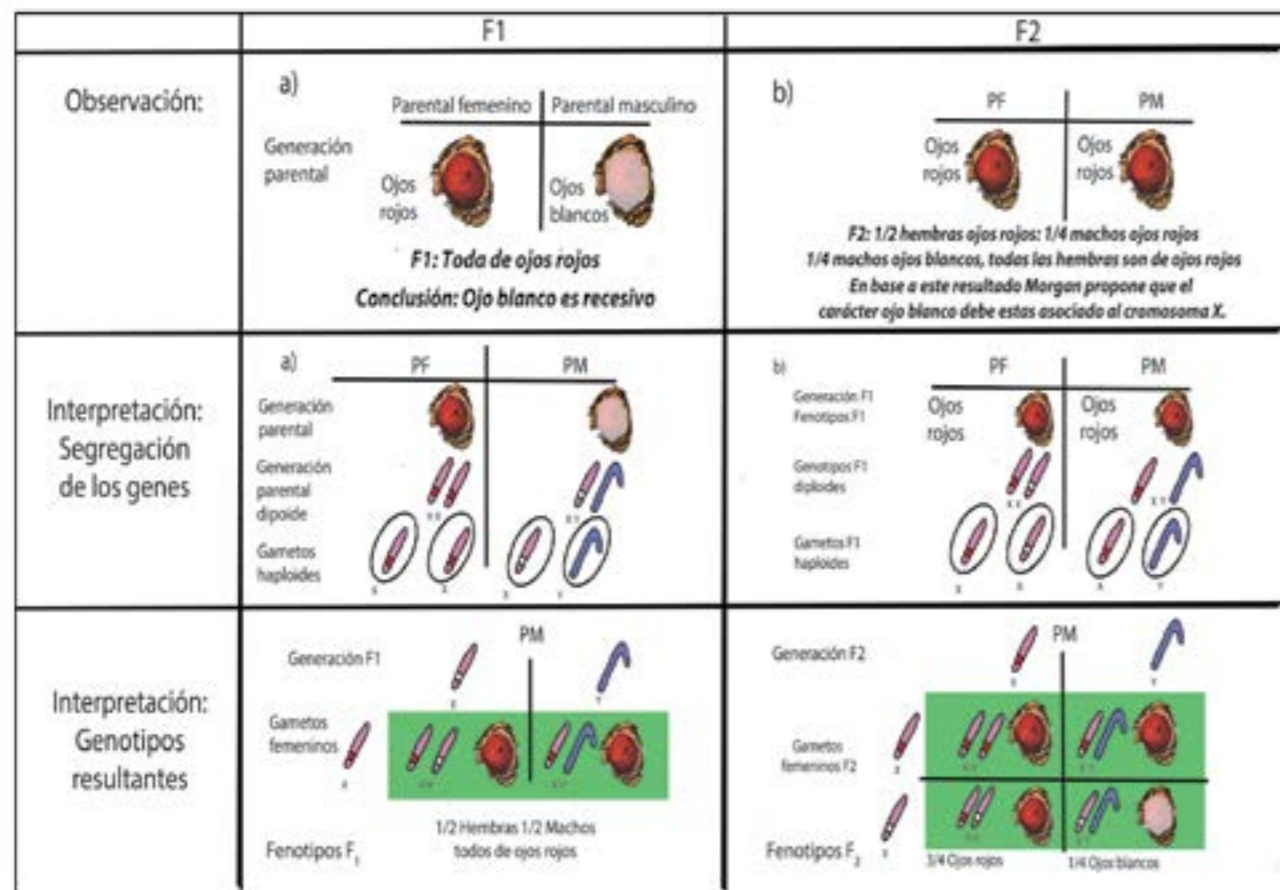 F1
F2
Observación:
a)
Parental femenino
Parental masculino
Generación
parental
Ojos
rojos
Ojos
blancos
F1: Toda de ojos rojos
Conclusión: Ojo blanco es recesivo
b)
PF
PM
Ojos
rojos
Ojos
rojos
F2: 1/2 hembras ojos rojos: 1/4 machos ojos rojos
1/4 machos ojos blancos, todas las hembras son de ojos rojos
En base a este resultado Morgan propone que el
carácter ojo blanco debe estas asociado al cromosoma X.
Interpretación:
Segregación
de los genes
a)
PF
PM
Generación
parental
Generación
parental
dipoide
X Y
Gametos
haploides
X
Y
b)
PF
PM
Generación F1
Fenotipos F1
Ojos
rojos
Ojos
rojos
Genotipos F1
diploides
X X
X Y
Gametos F1
haploides
X
Y
Interpretación:
Genotipos
resultantes
PM
Generación F1
X
Y
Gametos
femeninos
X
1/2 Hembras 1/2 Machos
todos de ojos rojos
Fenotipos F1
PM
Generación F2
X
Y
Gametos
femeninos F2
X
X
Fenotipos F2
3/4 Ojos rojos
1/4 Ojos blancos